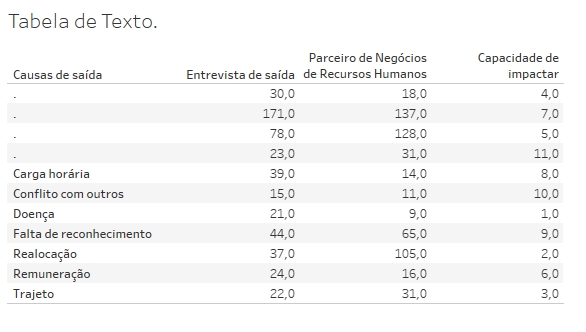 Tabela de Texto.
Parceiro de Negócios Capacidade de
Causas de saída Entrevista de saída de Recursos Humanos impactar
. 30,0 18,0 4,0
. 171,0 137,0 7,0
. 78,0 128,0 5,0
. 23,0 31,0 11,0
Carga horária 39,0 14,0 8,0
Conflito com outros 15,0 11,0 10,0
Doença 21,0 9,0 1,0
Falta de reconhecimento 44,0 65,0 9,0
Realocação 37,0 105,0 2,0
Remuneração 24,0 16,0 6,0
Trajeto 22,0 31,0 3,0